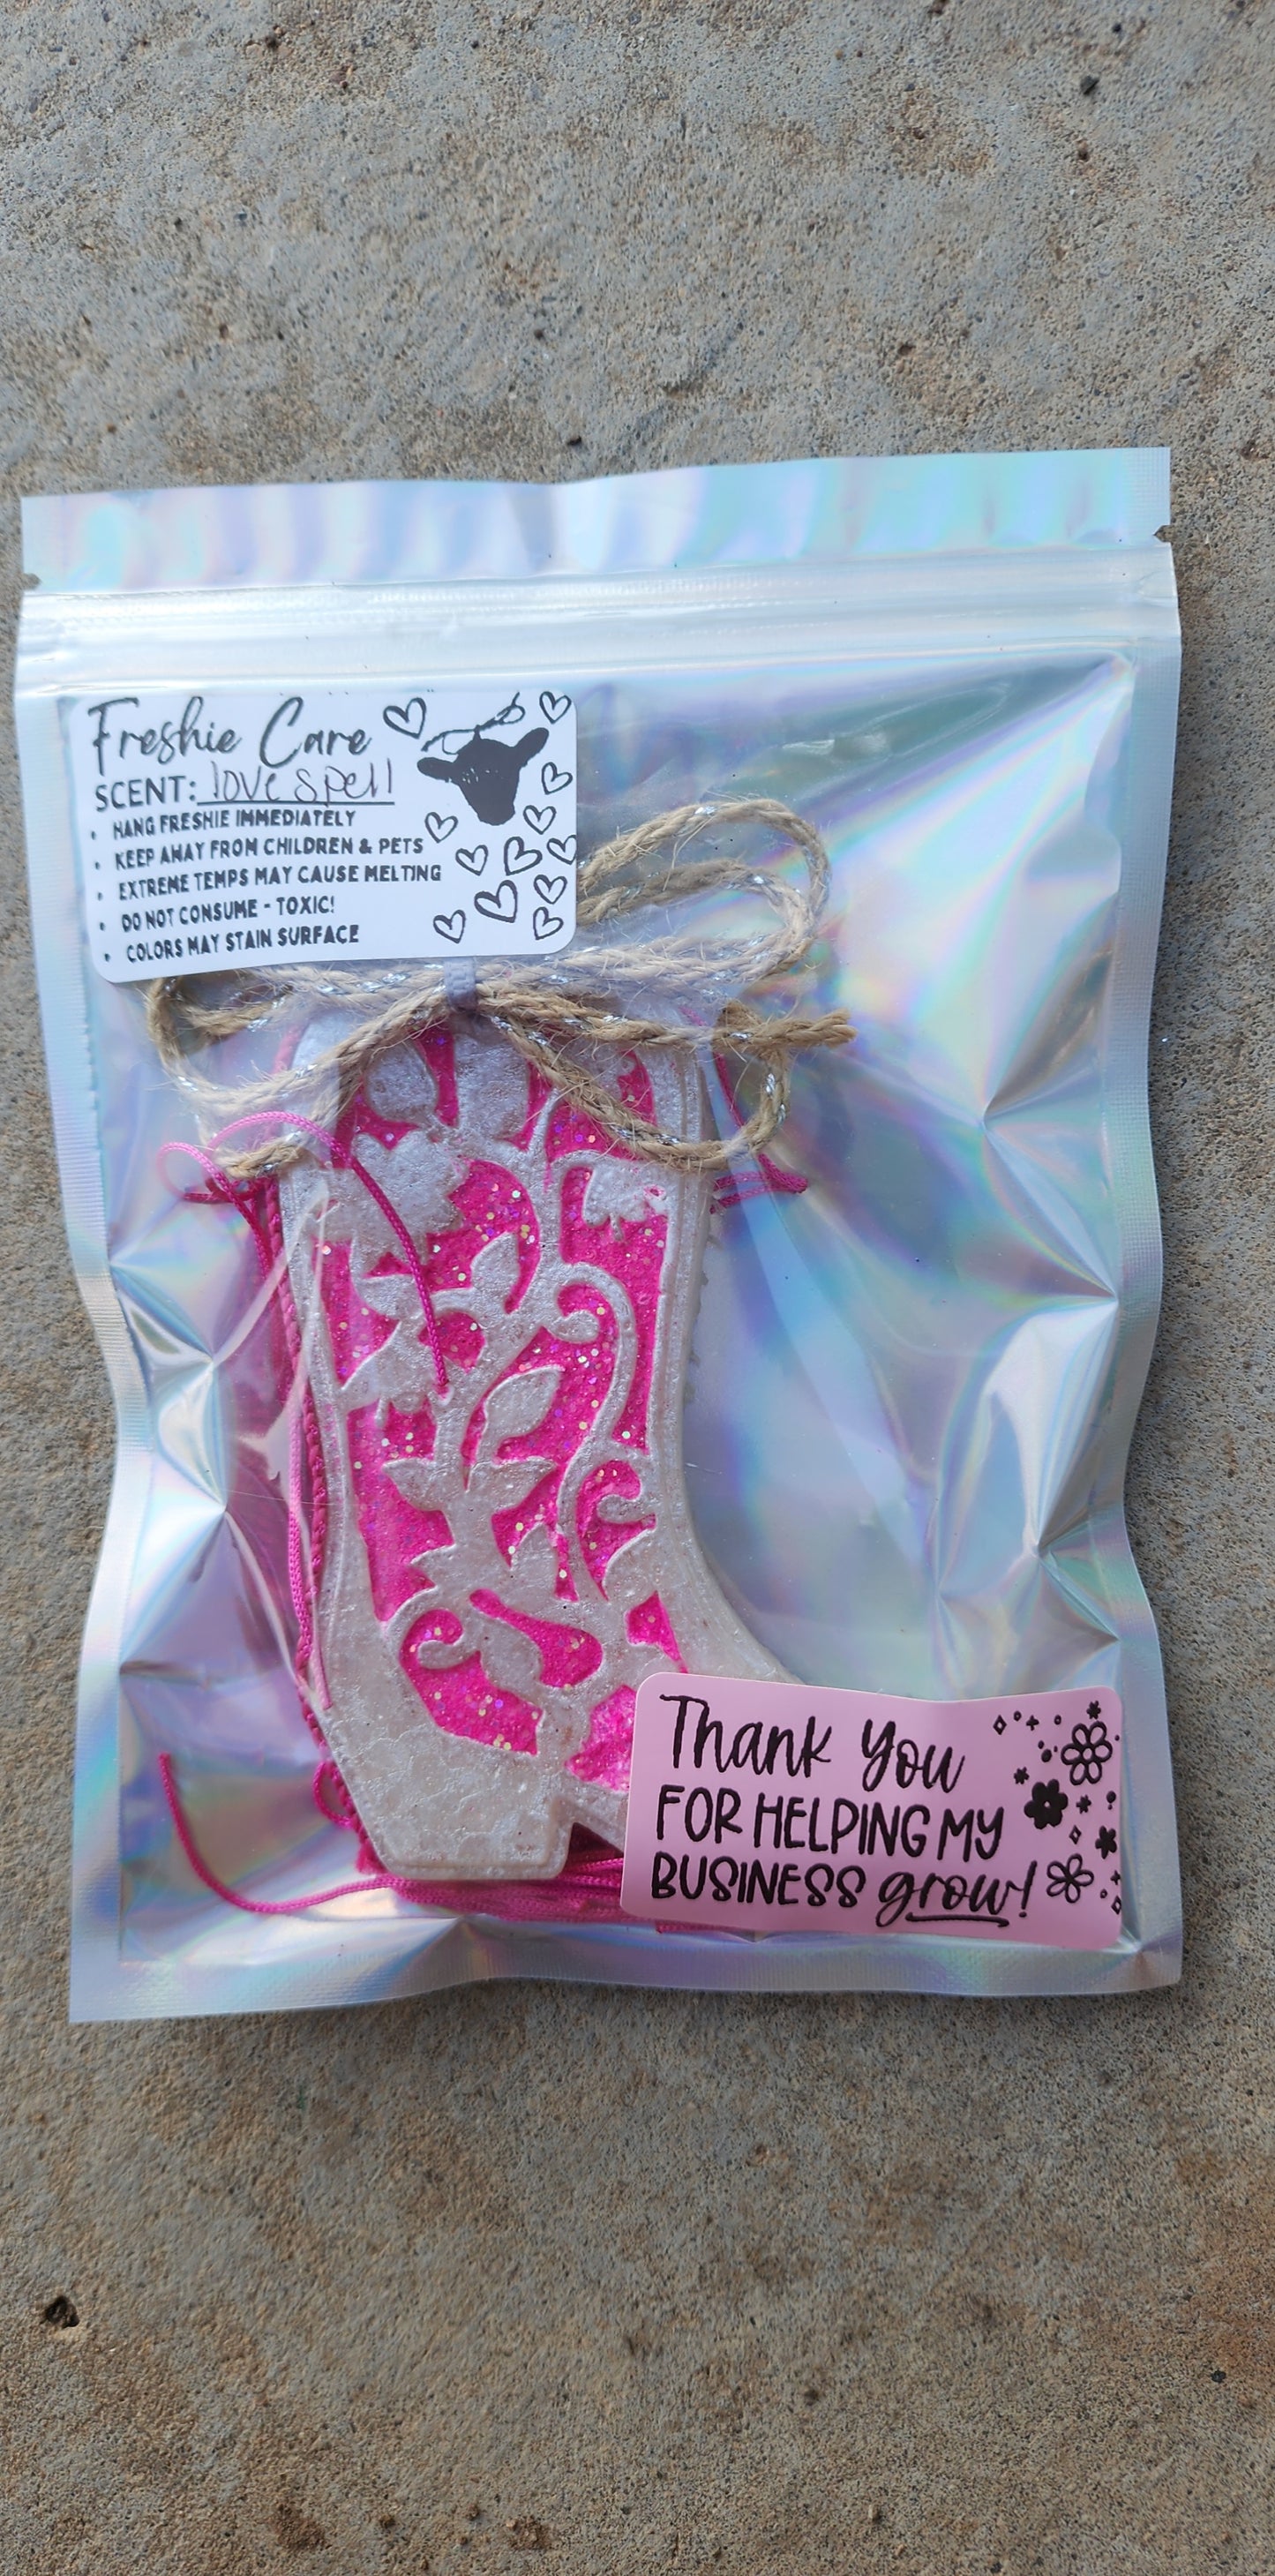 Freshie Care
SCENT: love spell
• HANG FRESHIE IMMEDIATELY
• KEEP AWAY FROM CHILDREN & PETS
• EXTREME TEMPS MAY CAUSE MELTING
• DO NOT CONSUME - TOXIC!
• COLORS MAY STAIN SURFACE
Thank You
FOR HELPING MY
BUSINESS grow!